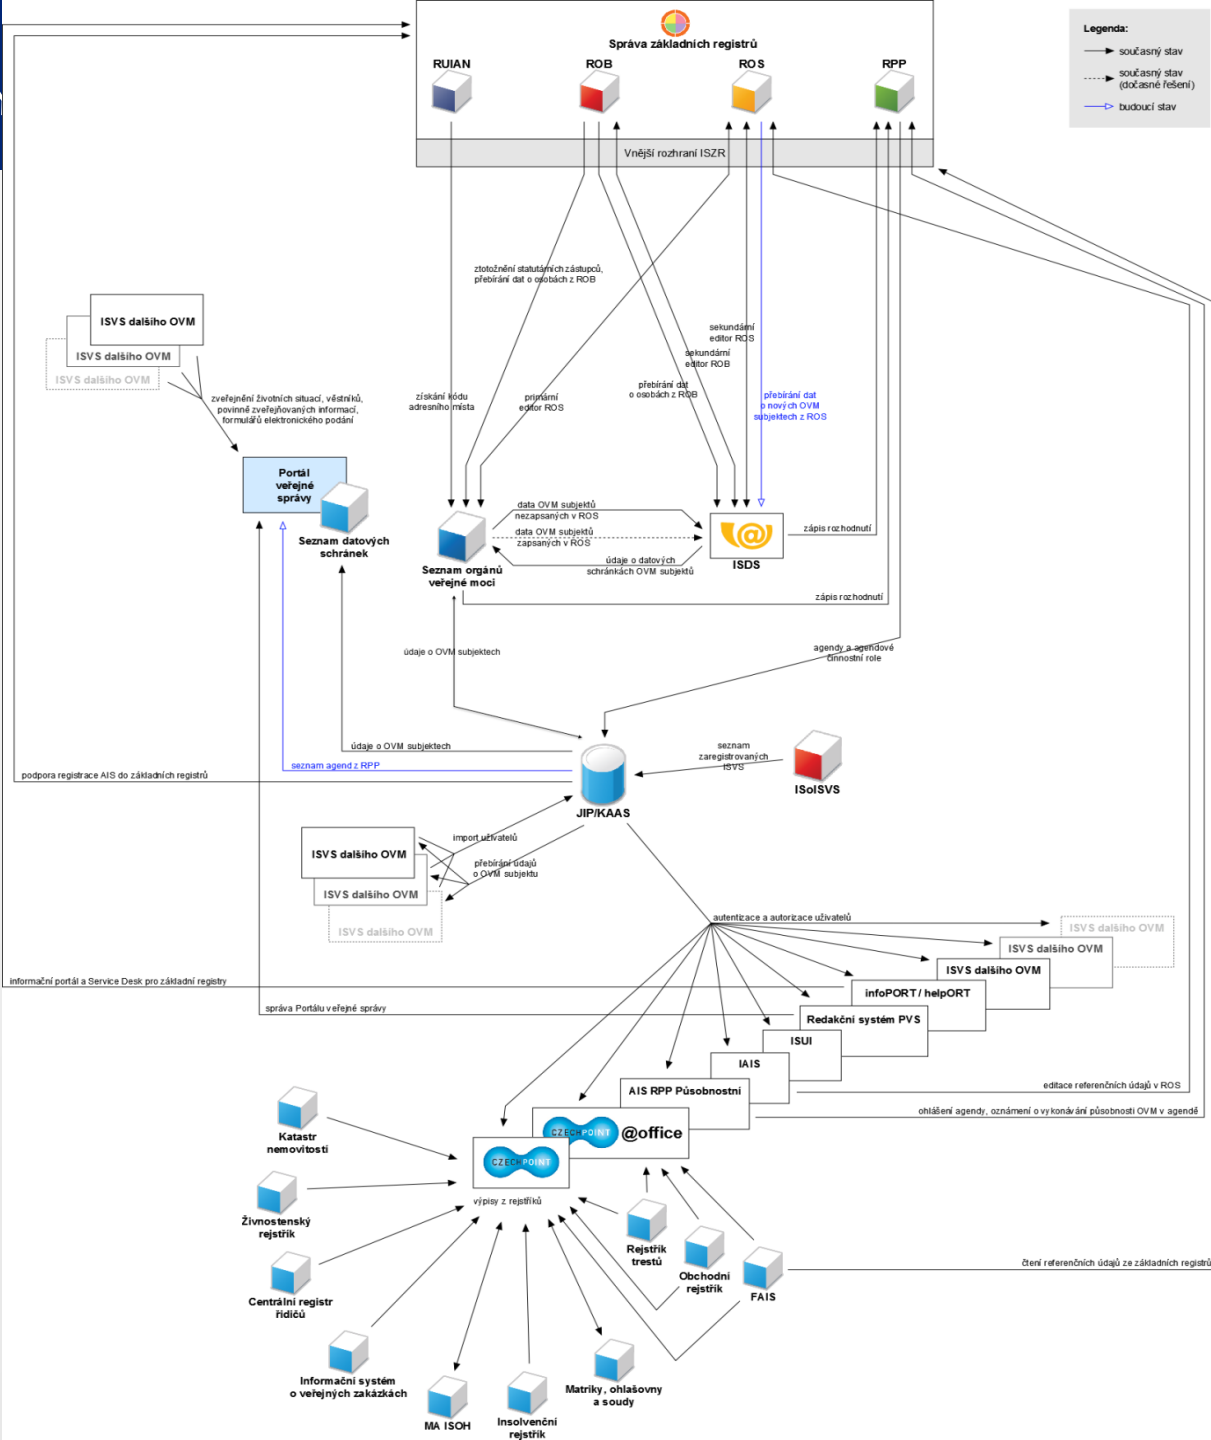 Správa základních registrů
RUIAN
ROB
ROS
RPP
Vnější rozhraní ISZR
Legenda:
současný stav
současný stav
(dočasné řešení)
budoucí stav
ztotožnění statutárních zástupců,
přebírání dat o osobách z ROB
ISVS dalšího OVM
ISVS dalšího OVM
ISVS dalšího OVM
zveřejnění životních situací, věstníků,
povinně zveřejňovaných informací,
formulářů elektronického podání
sekundární
editor ROS
sekundární
editor ROB
přebírání dat
o osobách z ROB
získání kódu
adresního místa
primární
editor ROS
přebírání dat
o nových OVM
subjektech z ROS
Portál
veřejné
správy
Seznam datových
schránek
data OVM subjektů
nezapsaných v ROS
data OVM subjektů
zapsaných v ROS
údaje o datových
schránkách OVM subjektů
Seznam orgánů
veřejné moci
@
ISDS
zápis rozhodnutí
zápis rozhodnutí
údaje o OVM subjektech
agendy a agendové
činnostní role
údaje o OVM subjektech
seznam agend z RPP
podpora registrace AIS do základních registrů
seznam
zaregistrovaných
ISVS
ISoISVS
JIP/KAAS
import uživatelů
přebírání údajů
o OVM subjektu
ISVS dalšího OVM
ISVS dalšího OVM
ISVS dalšího OVM
autentizace a autorizace uživatelů
ISVS dalšího OVM
ISVS dalšího OVM
ISVS dalšího OVM
informační portál a Service Desk pro základní registry
infoPORT / helpORT
správa Portálu veřejné správy
Redakční systém PVS
ISUI
IAIS
AIS RPP Působnostní
editace referenčních údajů v ROS
ohlášení agendy, oznámení o vykonávání působnosti OVM v agendě
CZECHPOINT @office
CZECHPOINT
výpisy z rejstříků
Katastr
nemovitostí
Živnostenský
rejstřík
Centrální registr
řidičů
Informační systém
o veřejných zakázkách
MA ISOH
Insolvenční
rejstřík
Matriky, ohlašovny
a soudy
Rejstřík
trestů
Obchodní
rejstřík
FAIS
čtení referenčních údajů ze základních registrů